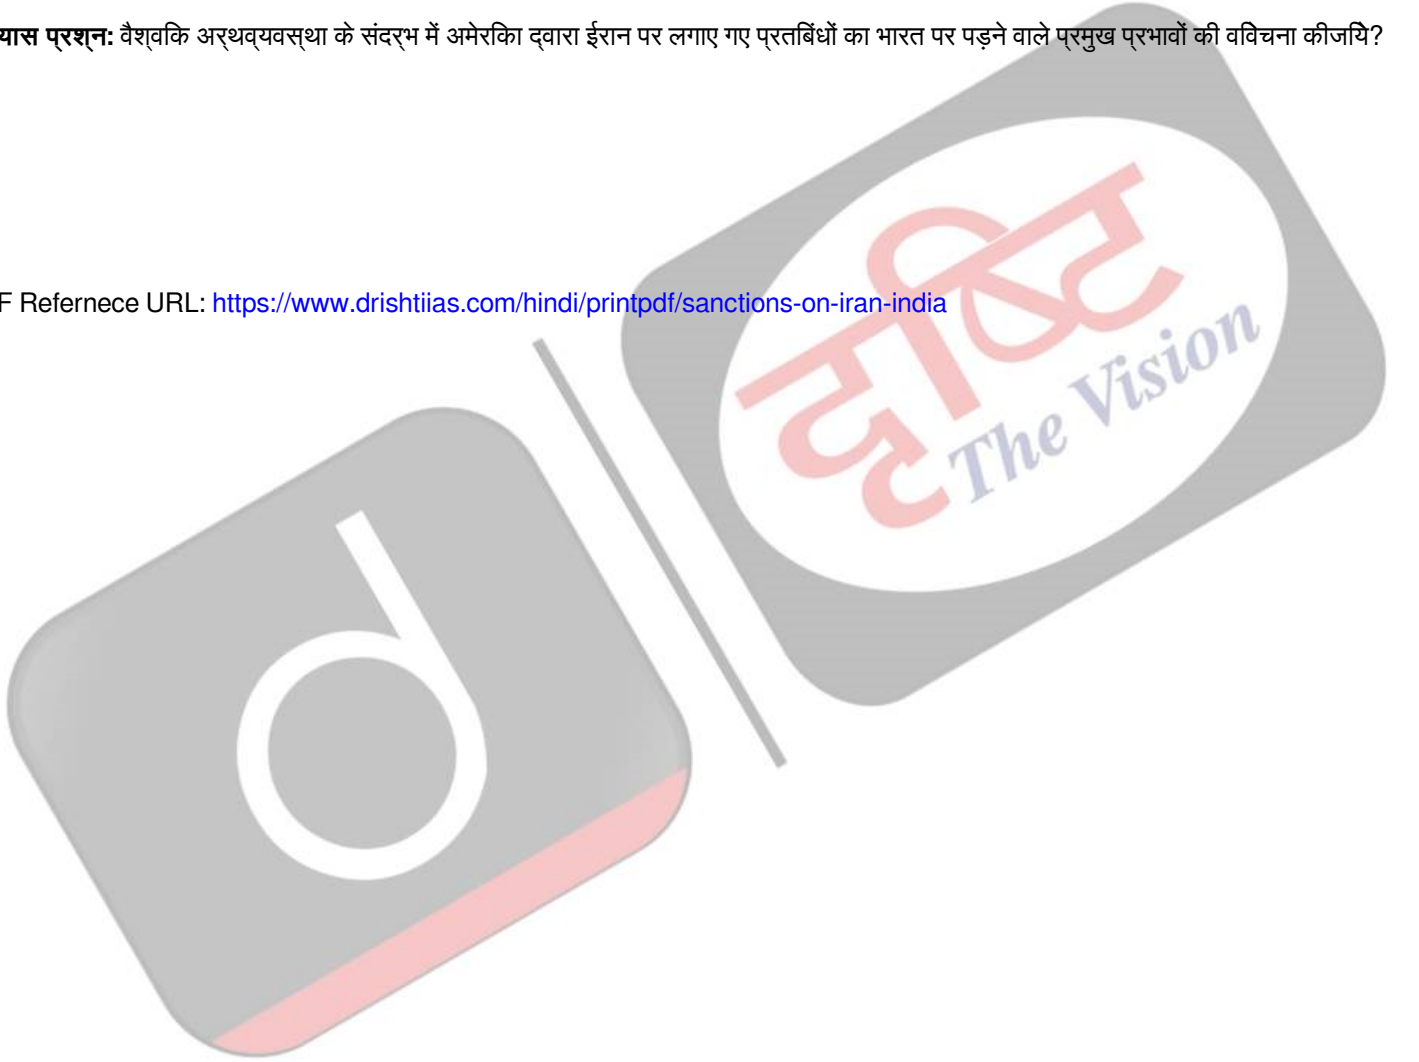 यास प्रश्न: वैश्विक अर्थव्यवस्था के संदर्भ में अमेरिका द्वारा ईरान पर लगाए गए प्रतिबंधों का भारत पर पड़ने वाले प्रमुख प्रभावों की विवेचना कीजिये?
F Refernece URL: https://www.drishtiias.com/hindi/printpdf/sanctions-on-iran-india
दृष्टि
The Vision
d